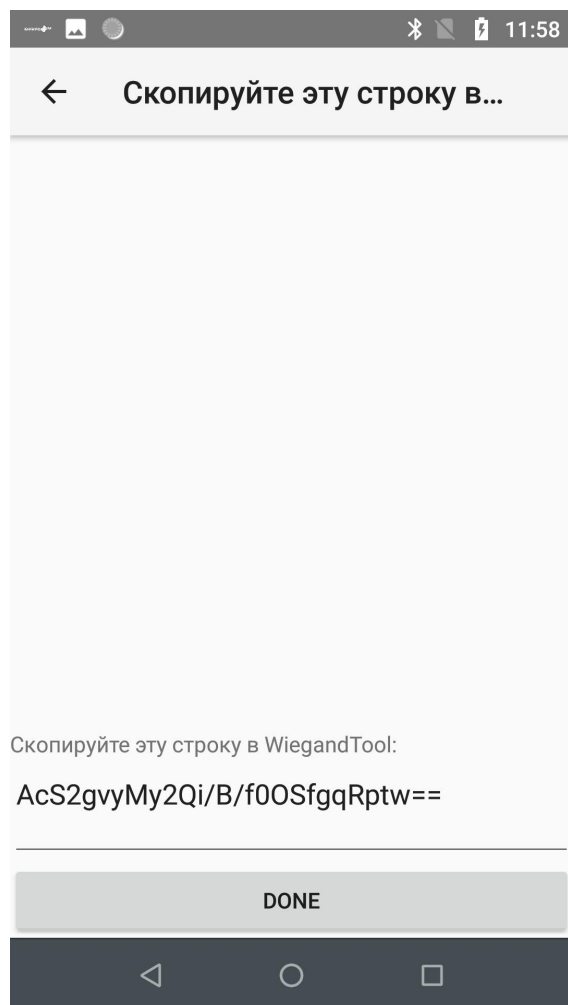 11:58
Скопируйте эту строку в...
Скопируйте эту строку в WiegandTool:
AcS2gvyMy2Qi/B/f0OSfgqRptw==
DONE